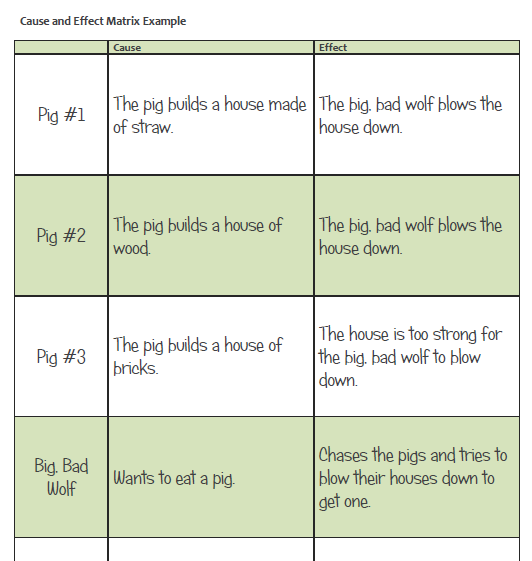 Cause and Effect Matrix Example
Cause
Effect
Pig #1
The pig builds a house made
of straw.
The big, bad wolf blows the
house down.
Pig #2
The pig builds a house of
wood.
The big, bad wolf blows the
house down.
Pig #3
The pig builds a house of
bricks.
The house is too strong for
the big, bad wolf to blow
down.
Big, Bad
Wolf
Wants to eat a pig.
Chases the pigs and tries to
blow their houses down to
get one.